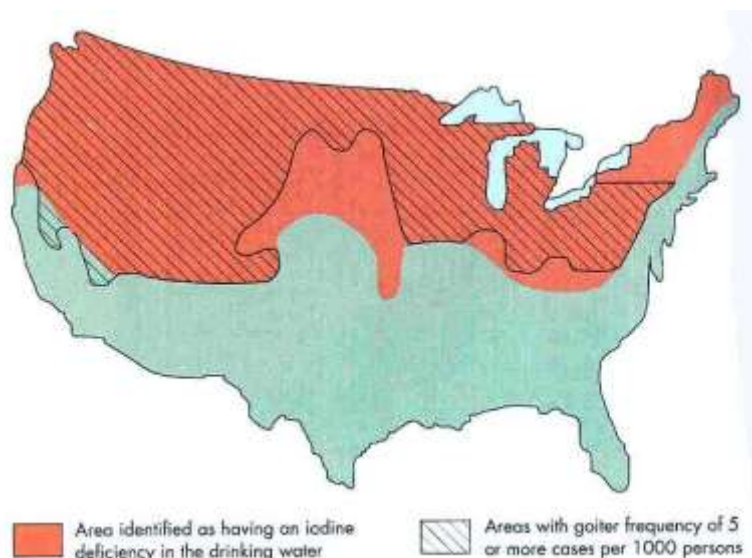 Area identified as having an iodine
deficiency in the drinking water
Areas with goiter frequency of 5
or more cases per 1000 persons